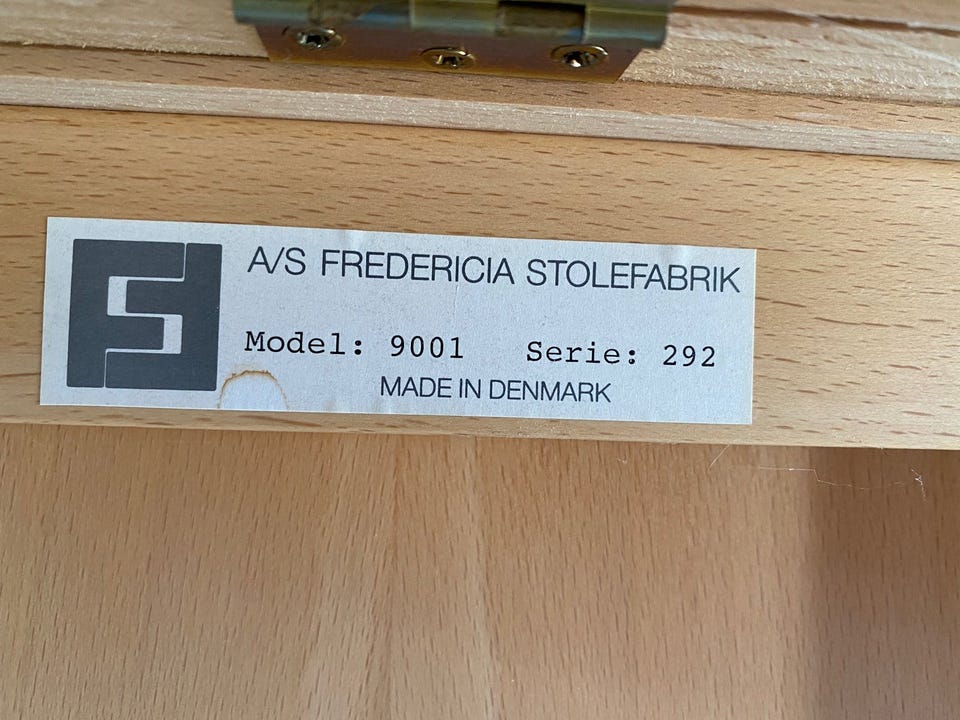 A/S FREDERICIA STOLEFABRIK
Model: 9001 Serie: 292
MADE IN DENMARK